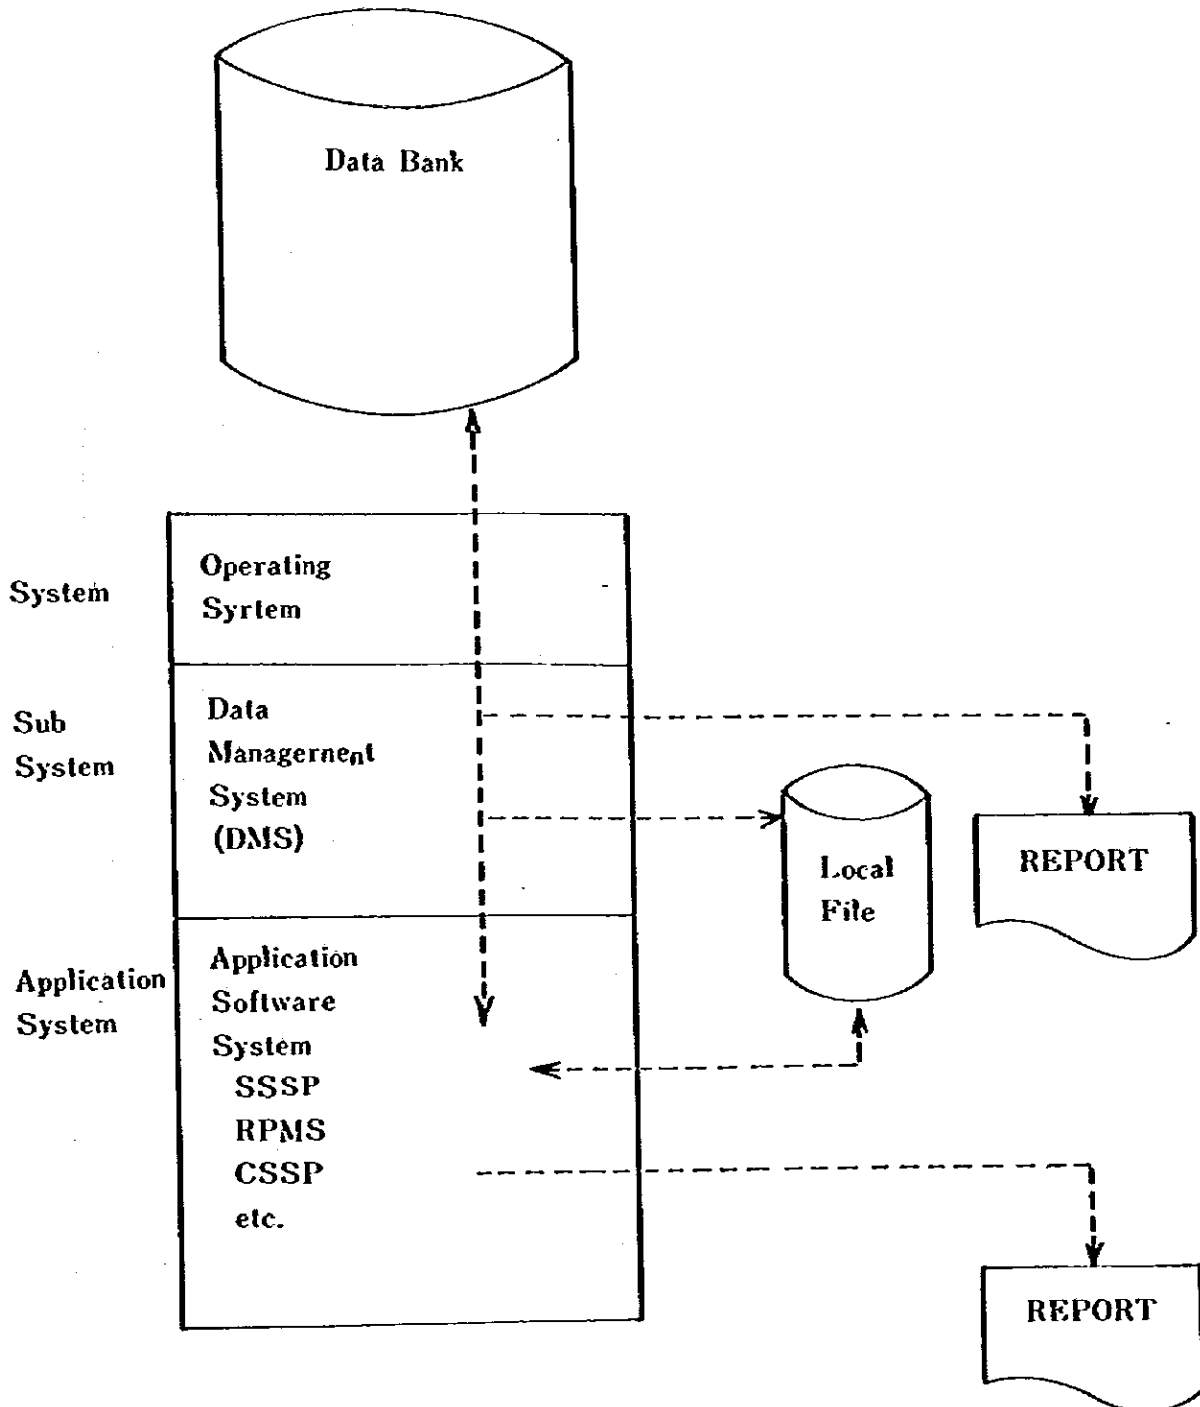 Data Bank
System
Operating
Syrtem
Sub
System
Data
Management
System
(DMS)
Local
File
REPORT
Application
System
Application
Software
System
SSSP
RPMS
CSSP
etc.
REPORT